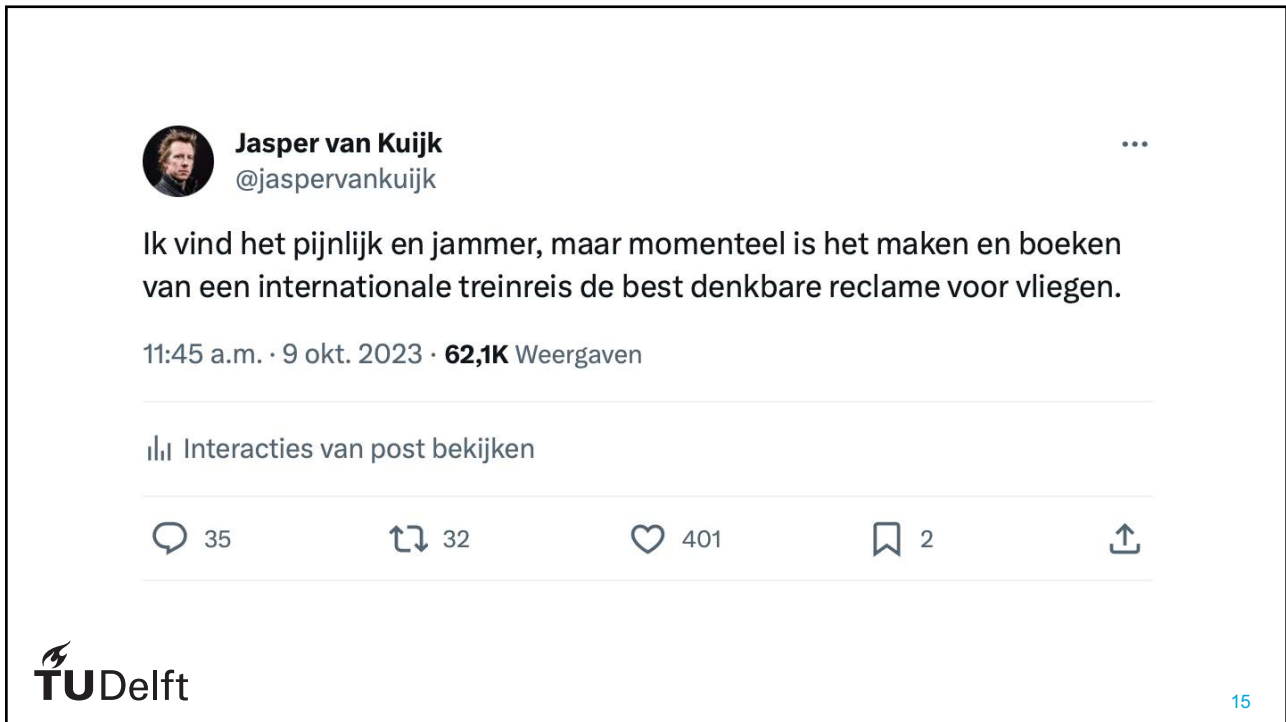 Jasper van Kuijk
@jaspervankuijk
Ik vind het pijnlijk en jammer, maar momenteel is het maken en boeken
van een internationale treinreis de best denkbare reclame voor vliegen.
11:45 a.m. · 9 okt. 2023 · 62,1K Weergaven
Interacties van post bekijken
35 32 401 2
TUDelft
15